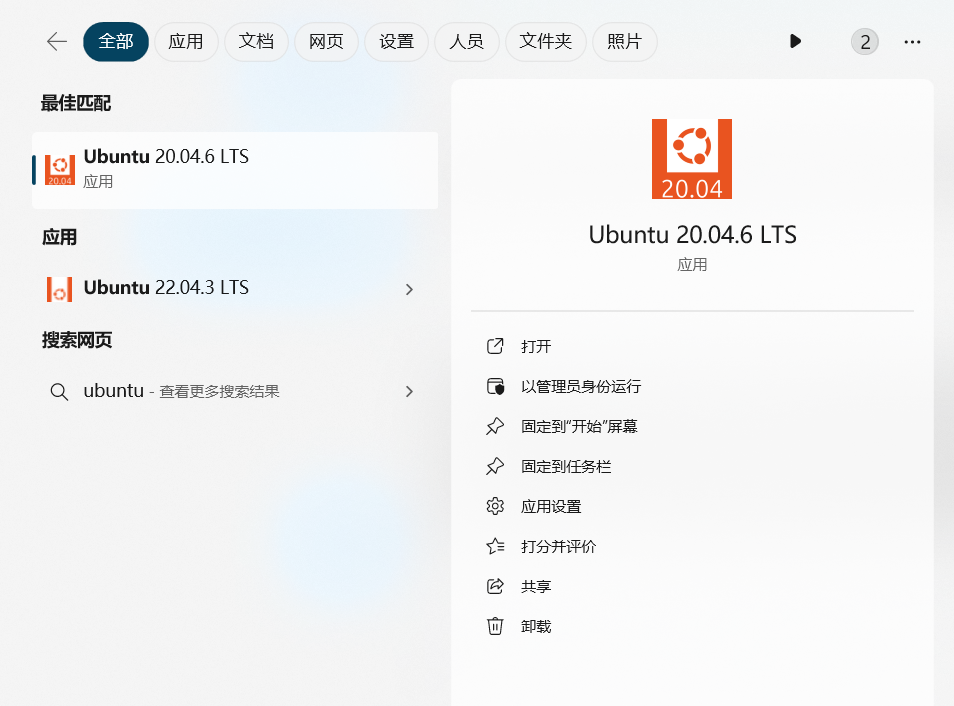 全部 应用 文档 网页 设置 人员 文件夹 照片 2
最佳匹配
20.04
Ubuntu 20.04.6 LTS
应用
应用
Ubuntu 22.04.3 LTS
搜索网页
ubuntu - 查看更多搜索结果
20.04
Ubuntu 20.04.6 LTS
应用
打开
以管理员身份运行
固定到“开始”屏幕
固定到任务栏
应用设置
打分并评价
共享
卸载